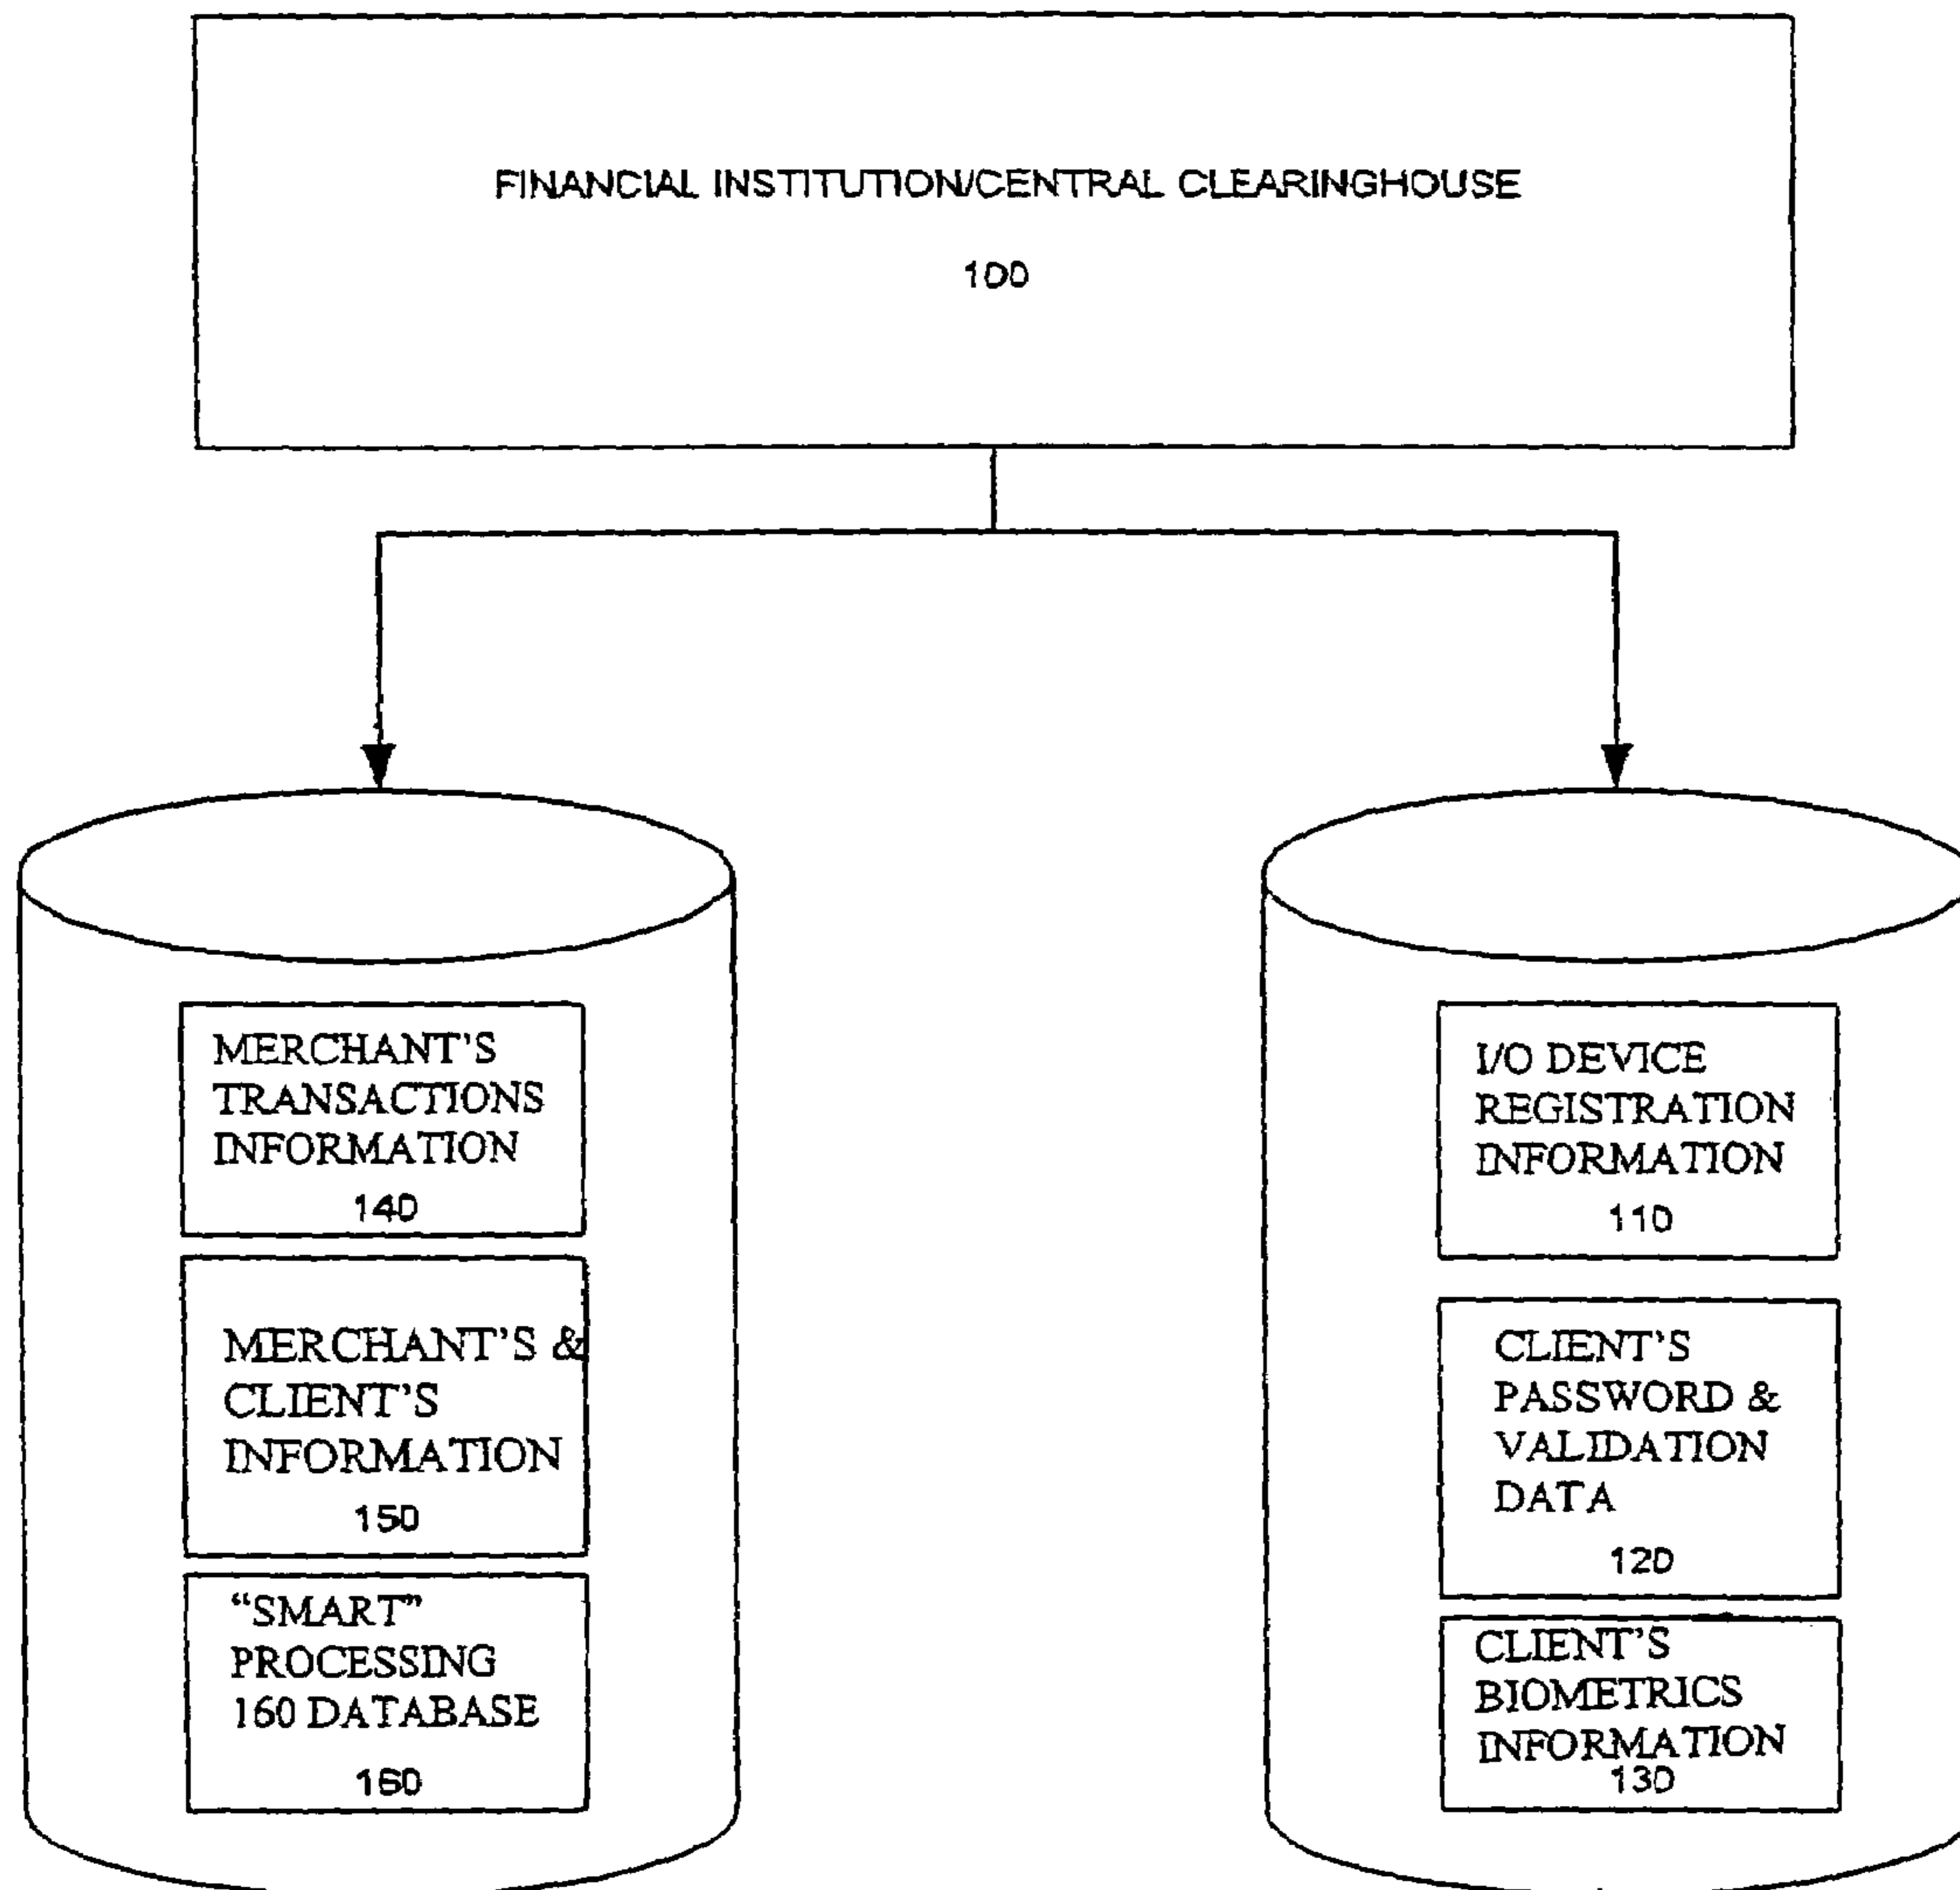 FINANCIAL INSTITUTION/CENTRAL CLEARINGHOUSE
100
MERCHANT'S
TRANSACTIONS
INFORMATION
140
MERCHANT'S &
CLIENT'S
INFORMATION
150
“SMART”
PROCESSING
160 DATABASE
160
I/O DEVICE
REGISTRATION
INFORMATION
110
CLIENT'S
PASSWORD &
VALIDATION
DATA
120
CLIENT'S
BIOMETRICS
INFORMATION
130